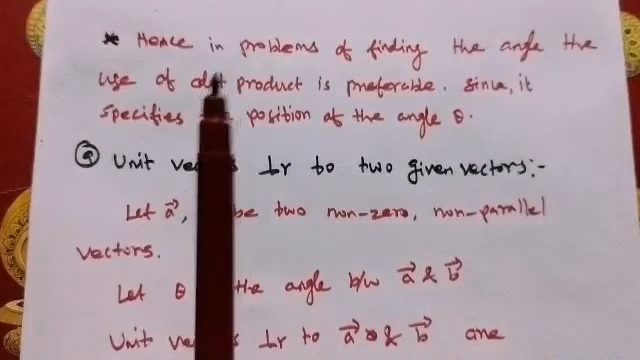 * Hence in problems of finding the angle the
use of dot product is preferable. Since, it
specifies position of the angle θ.
ⓐ Unit ⊥r to two given vectors:-
Let a⃗, be two non-zero, non-parallel
vectors.
Let θ the angle b/w a⃗ & b⃗
Unit ⊥r to a⃗ & b⃗ are